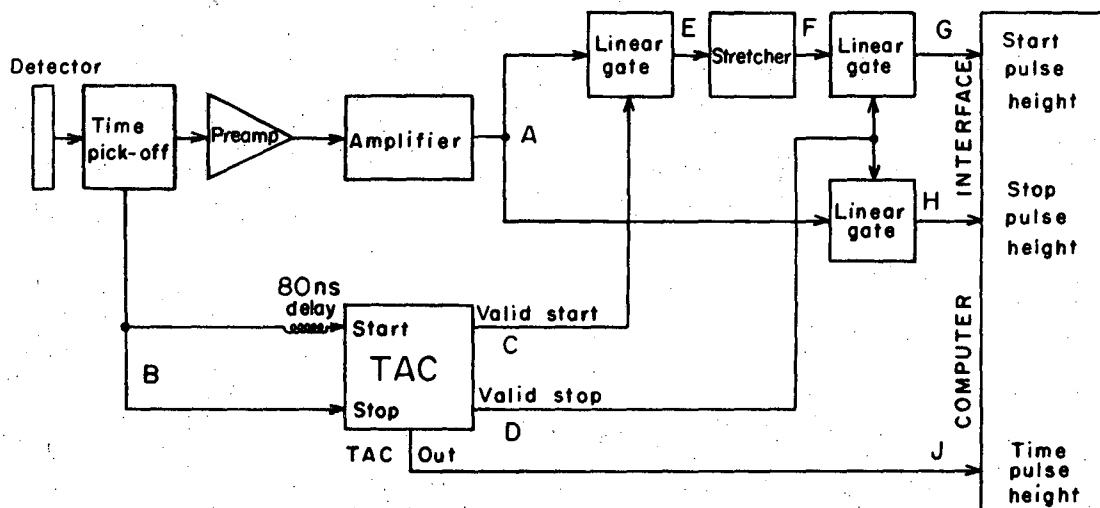 Detector
Time
pick-off
Preamp
Amplifier
A
Linear
gate
E
Stretcher
F
Linear
gate
G
Start
pulse
height
INTERFACE
Linear
gate
H
Stop
pulse
height
80ns
delay
Start
TAC
Stop
B
Valid start
C
Valid stop
D
TAC Out
J
COMPUTER
Time
pulse
height